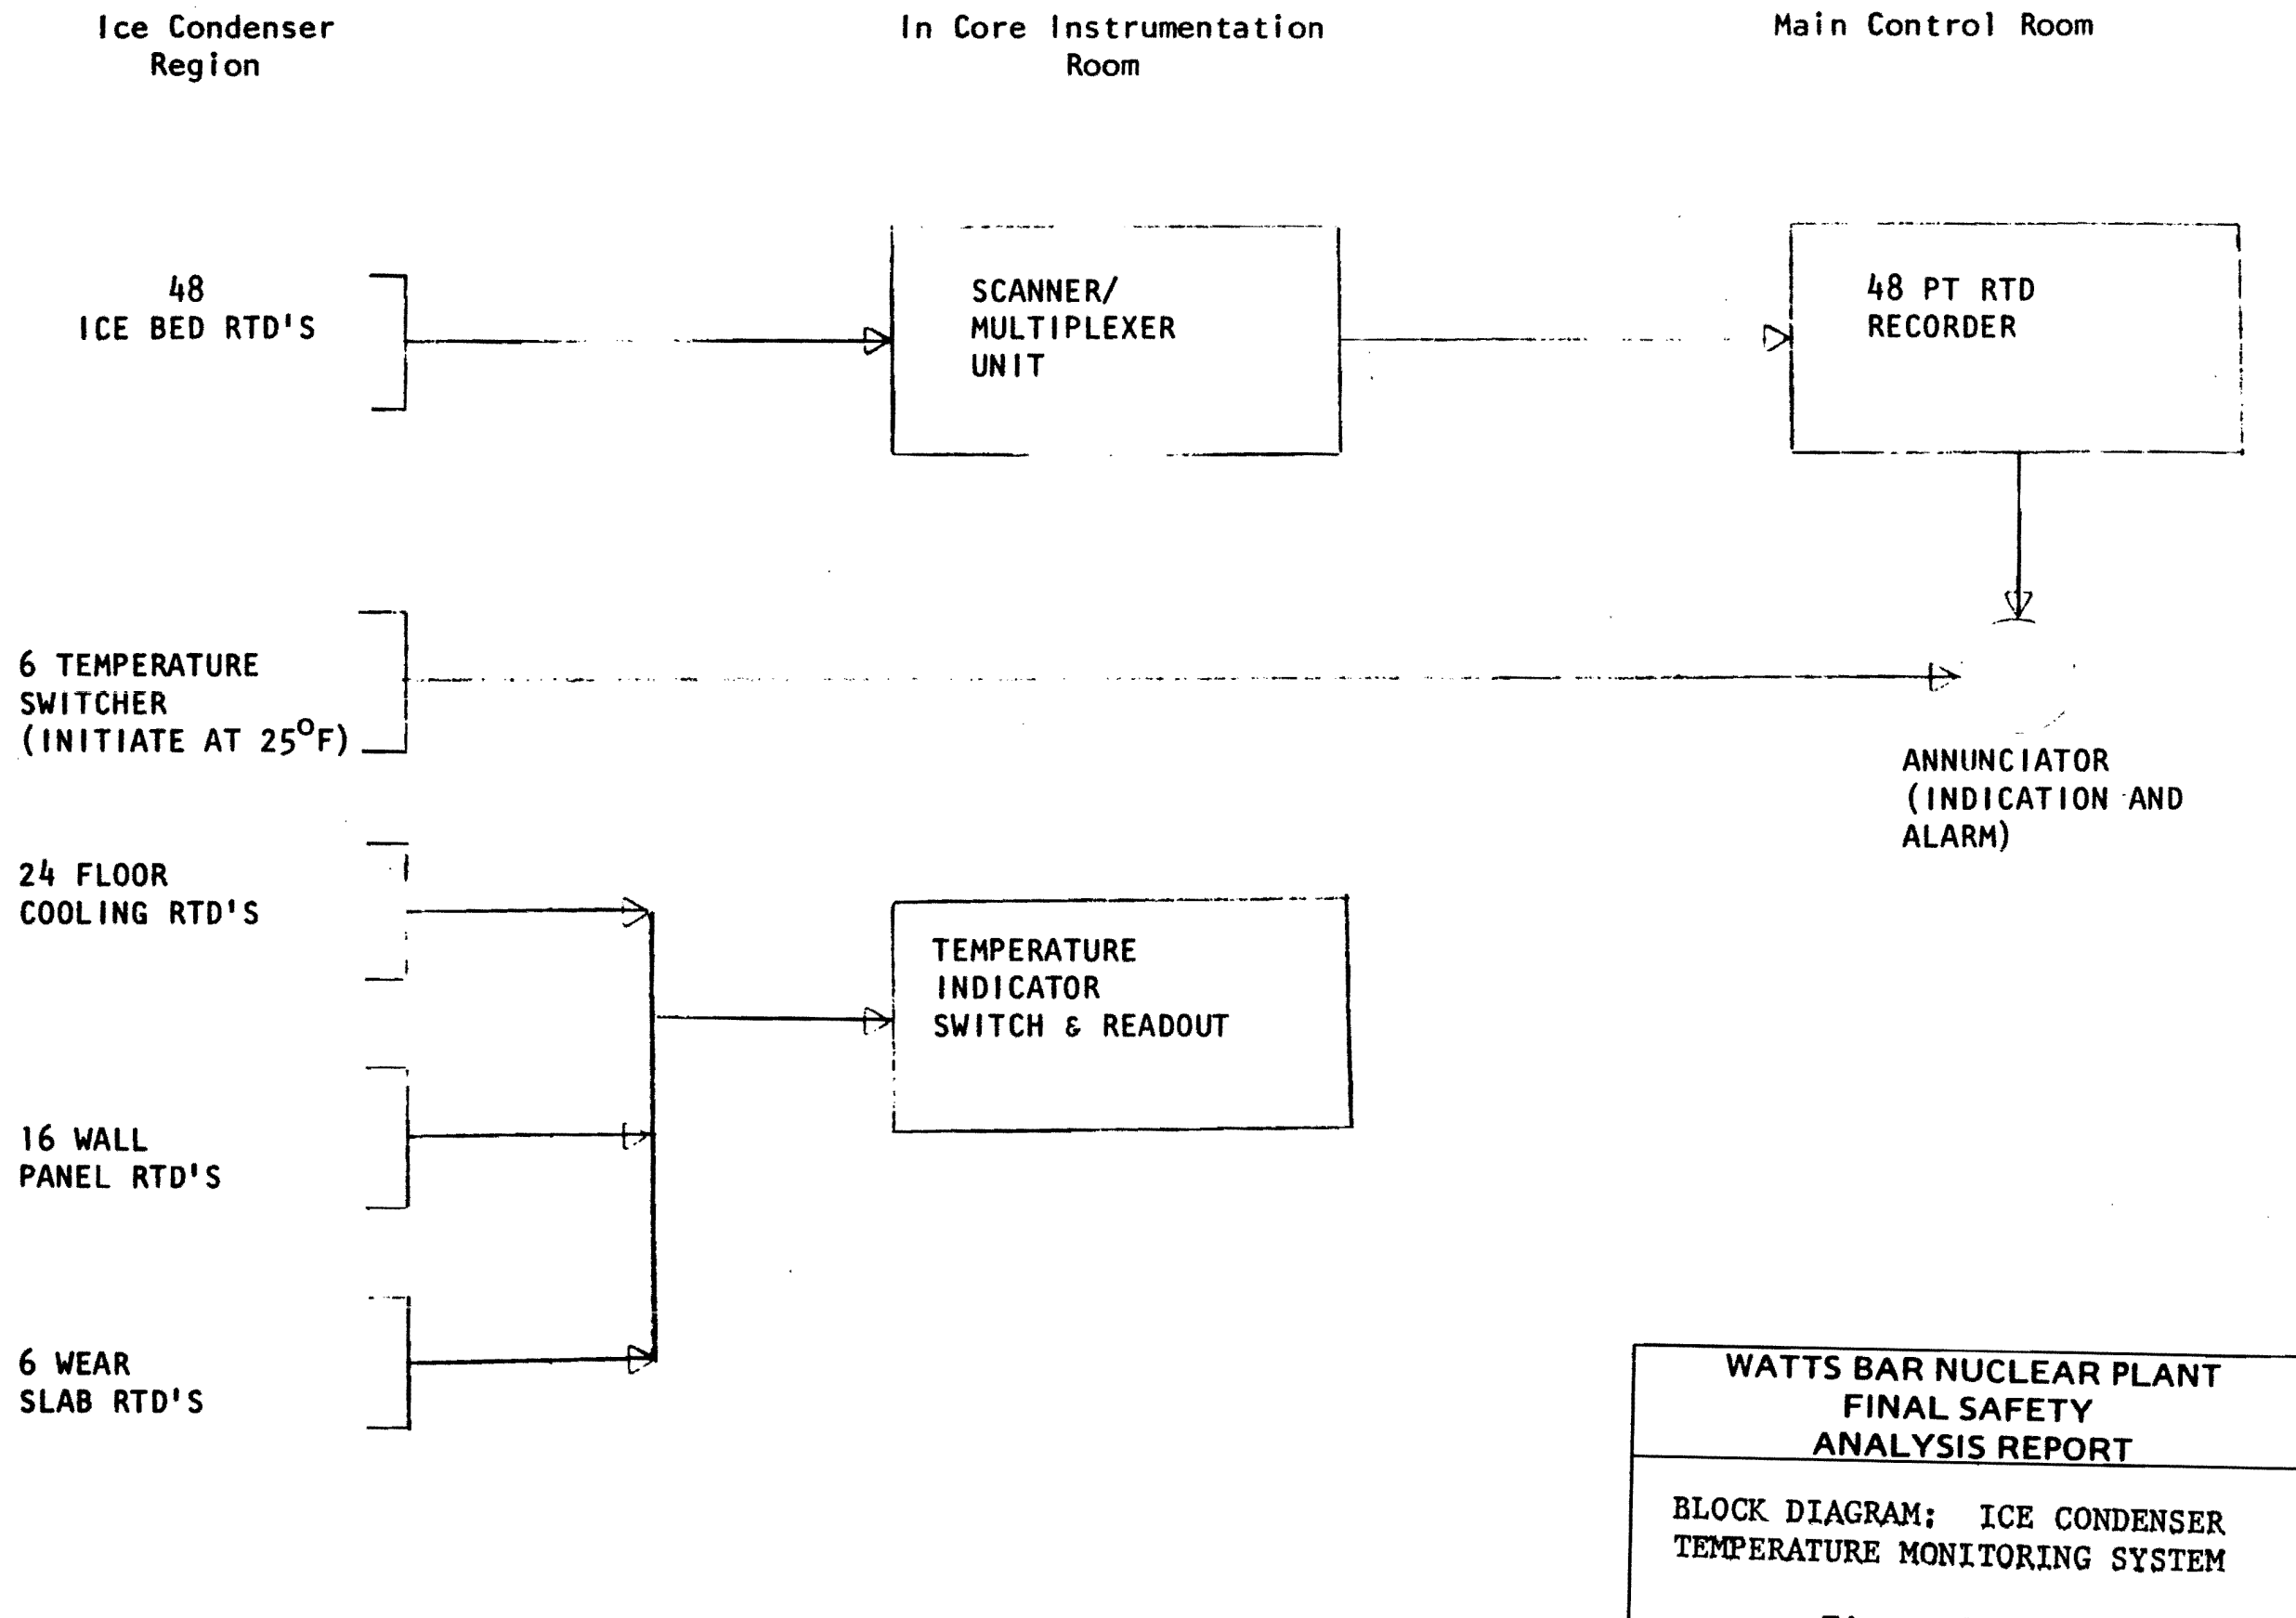 Ice Condenser
Region
In Core Instrumentation
Room
Main Control Room
48
ICE BED RTD'S
SCANNER/
MULTIPLEXER
UNIT
48 PT RTD
RECORDER
6 TEMPERATURE
SWITCHER
(INITIATE AT 25°F)
ANNUNCIATOR
(INDICATION AND
ALARM)
24 FLOOR
COOLING RTD'S
TEMPERATURE
INDICATOR
SWITCH & READOUT
16 WALL
PANEL RTD'S
6 WEAR
SLAB RTD'S
WATTS BAR NUCLEAR PLANT
FINAL SAFETY
ANALYSIS REPORT
BLOCK DIAGRAM: ICE CONDENSER
TEMPERATURE MONITORING SYSTEM